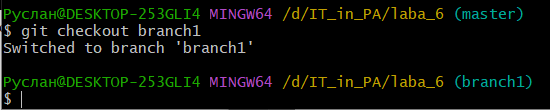 Руслан@DESKTOP-253GLI4 MINGW64 /d/IT_in_PA/laba_6 (master)
$ git checkout branch1
Switched to branch 'branch1'
Руслан@DESKTOP-253GLI4 MINGW64 /d/IT_in_PA/laba_6 (branch1)
$